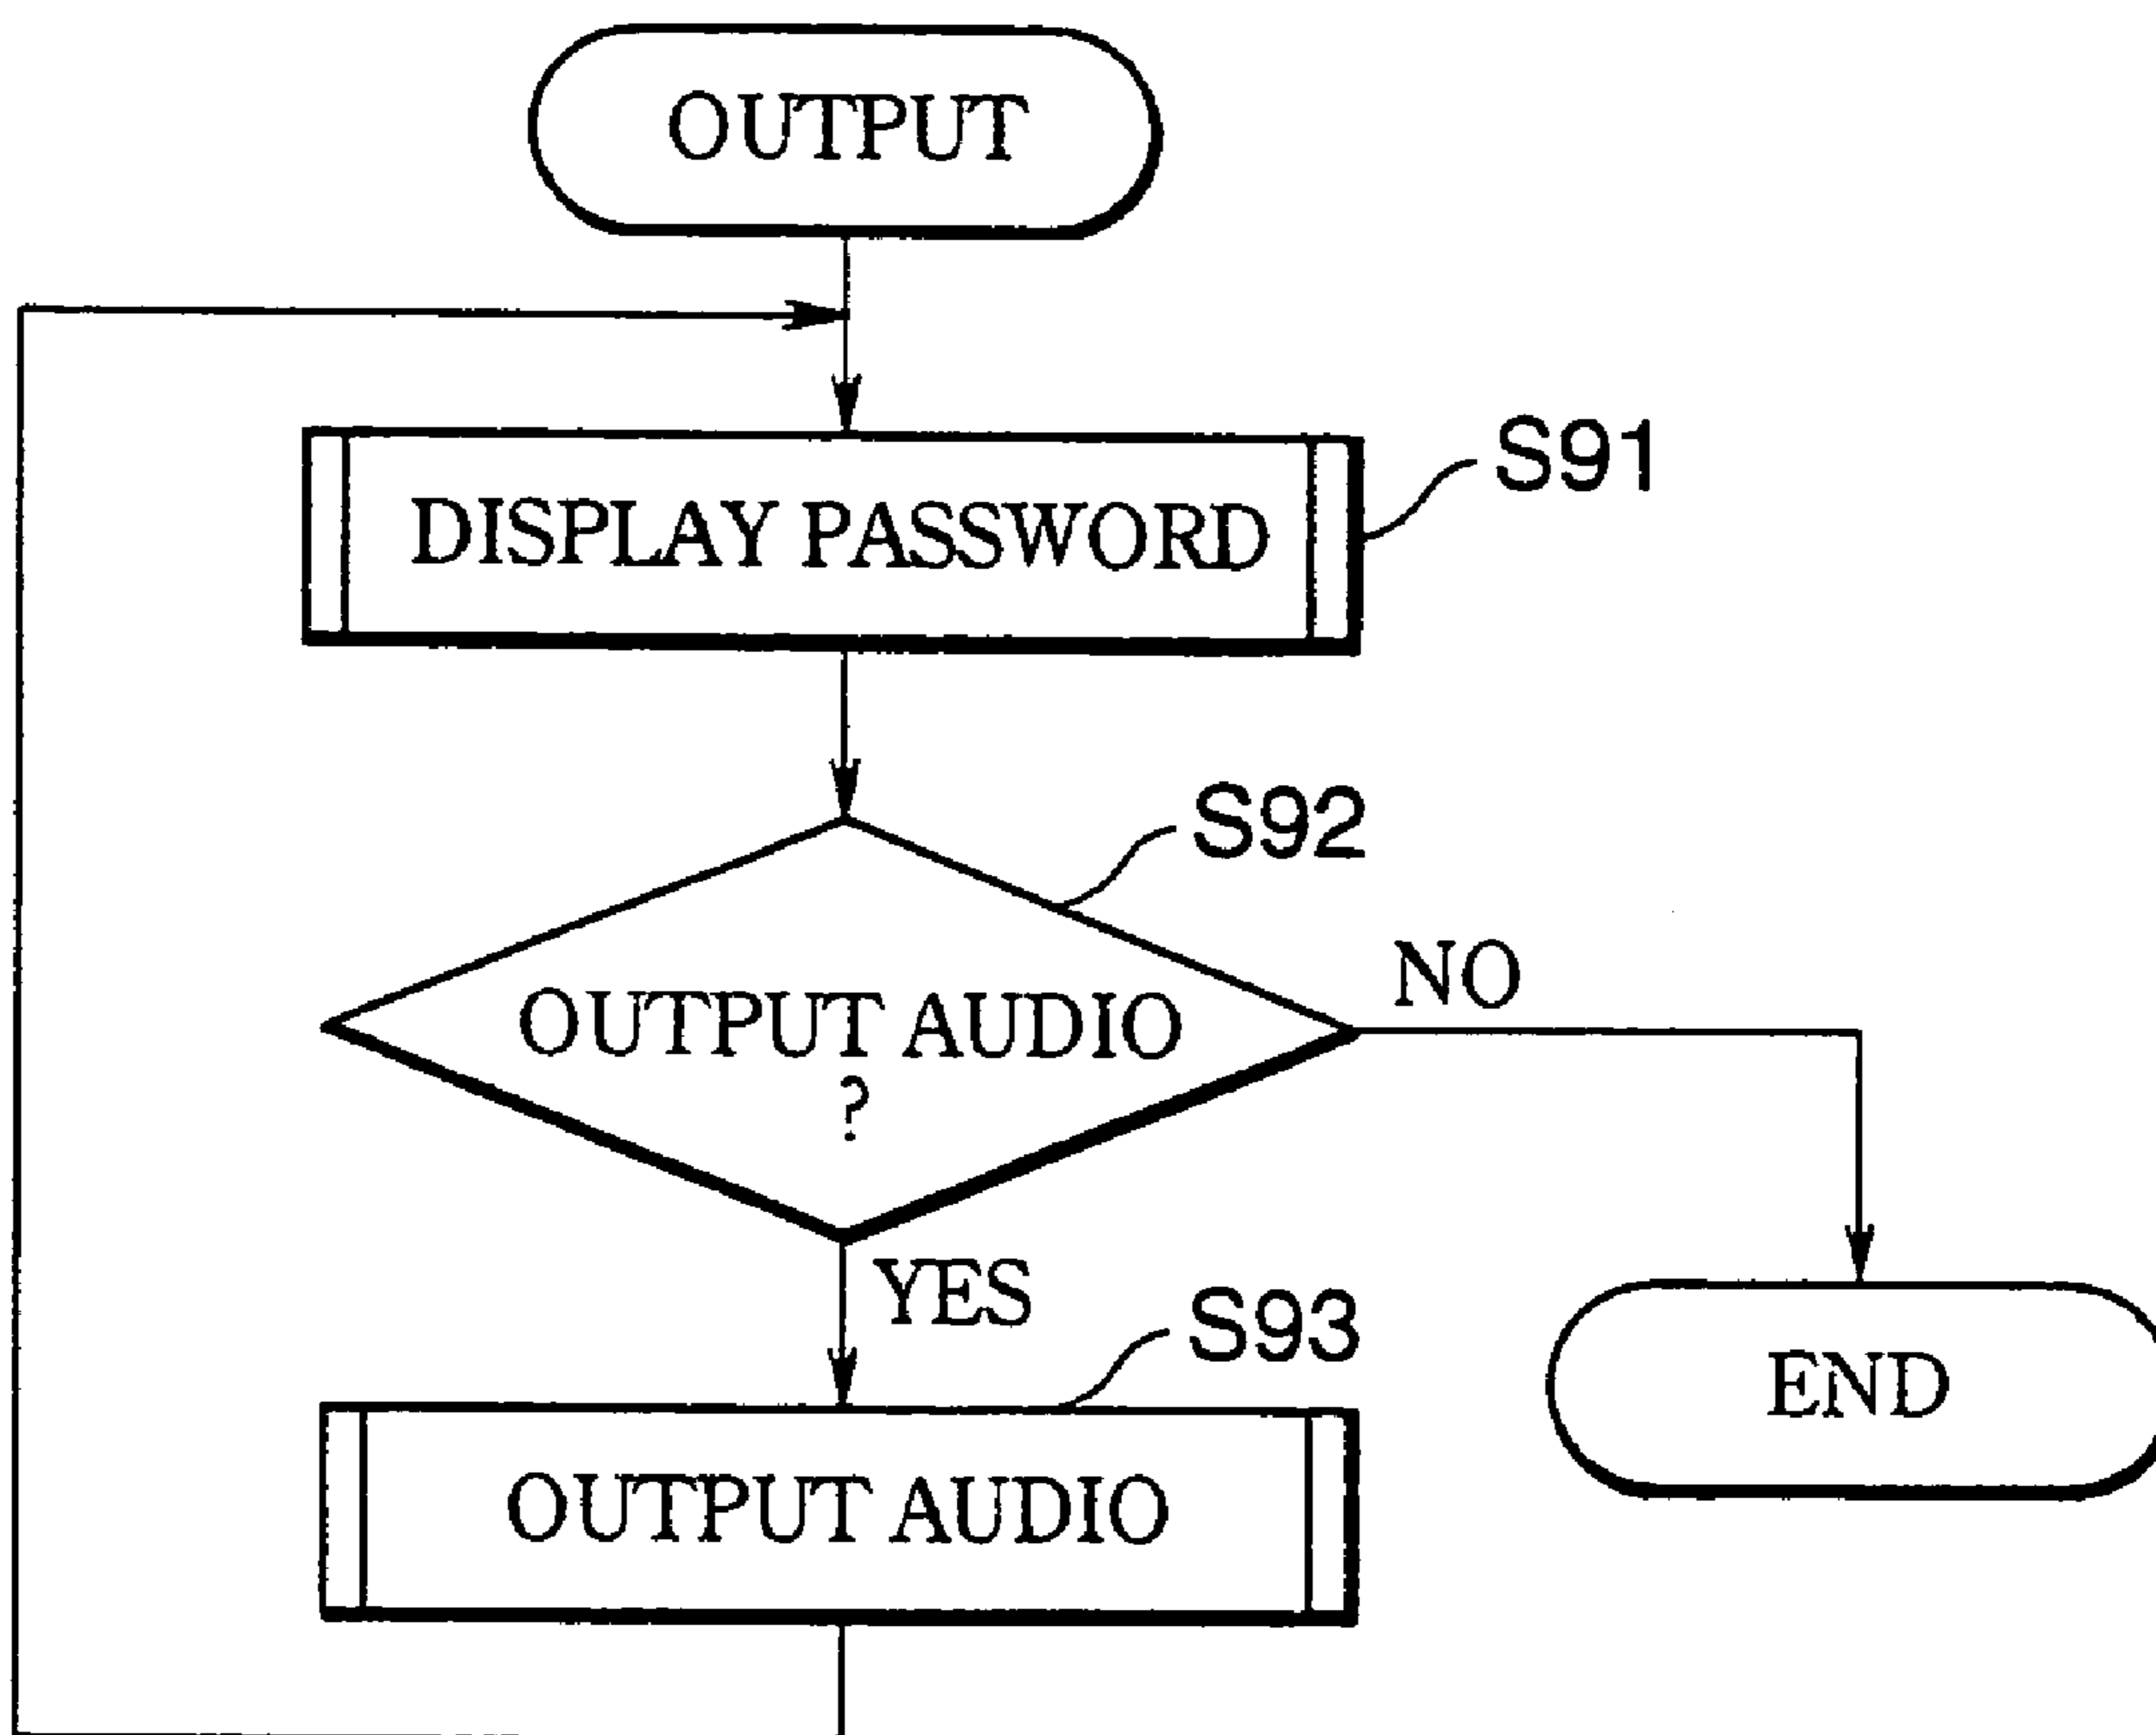 OUTPUT
DISPLAY PASSWORD
S91
S92
OUTPUT AUDIO
?
NO
YES
S93
OUTPUT AUDIO
END